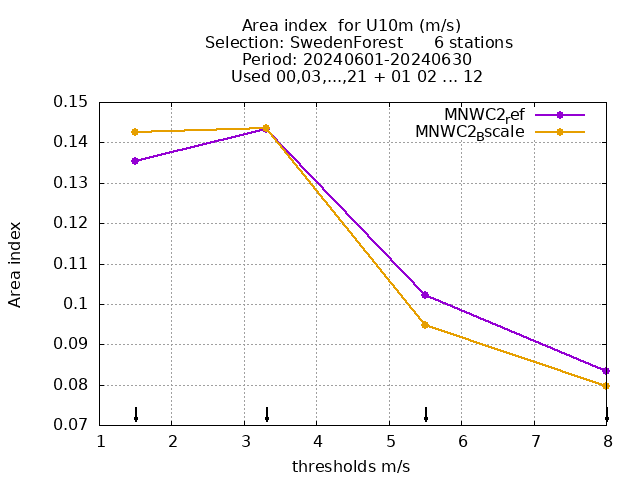 Area index  for U10m (m/s)
Selection: SwedenForest      6 stations
Period: 20240601-20240630
Used 00,03,...,21 + 01 02 ... 12
MNWC2ref
MNWC2Bscale
0.15
0.14
0.13
0.12
0.11
0.1
0.09
0.08
0.07
Area index
1 2 3 4 5 6 7 8
thresholds m/s